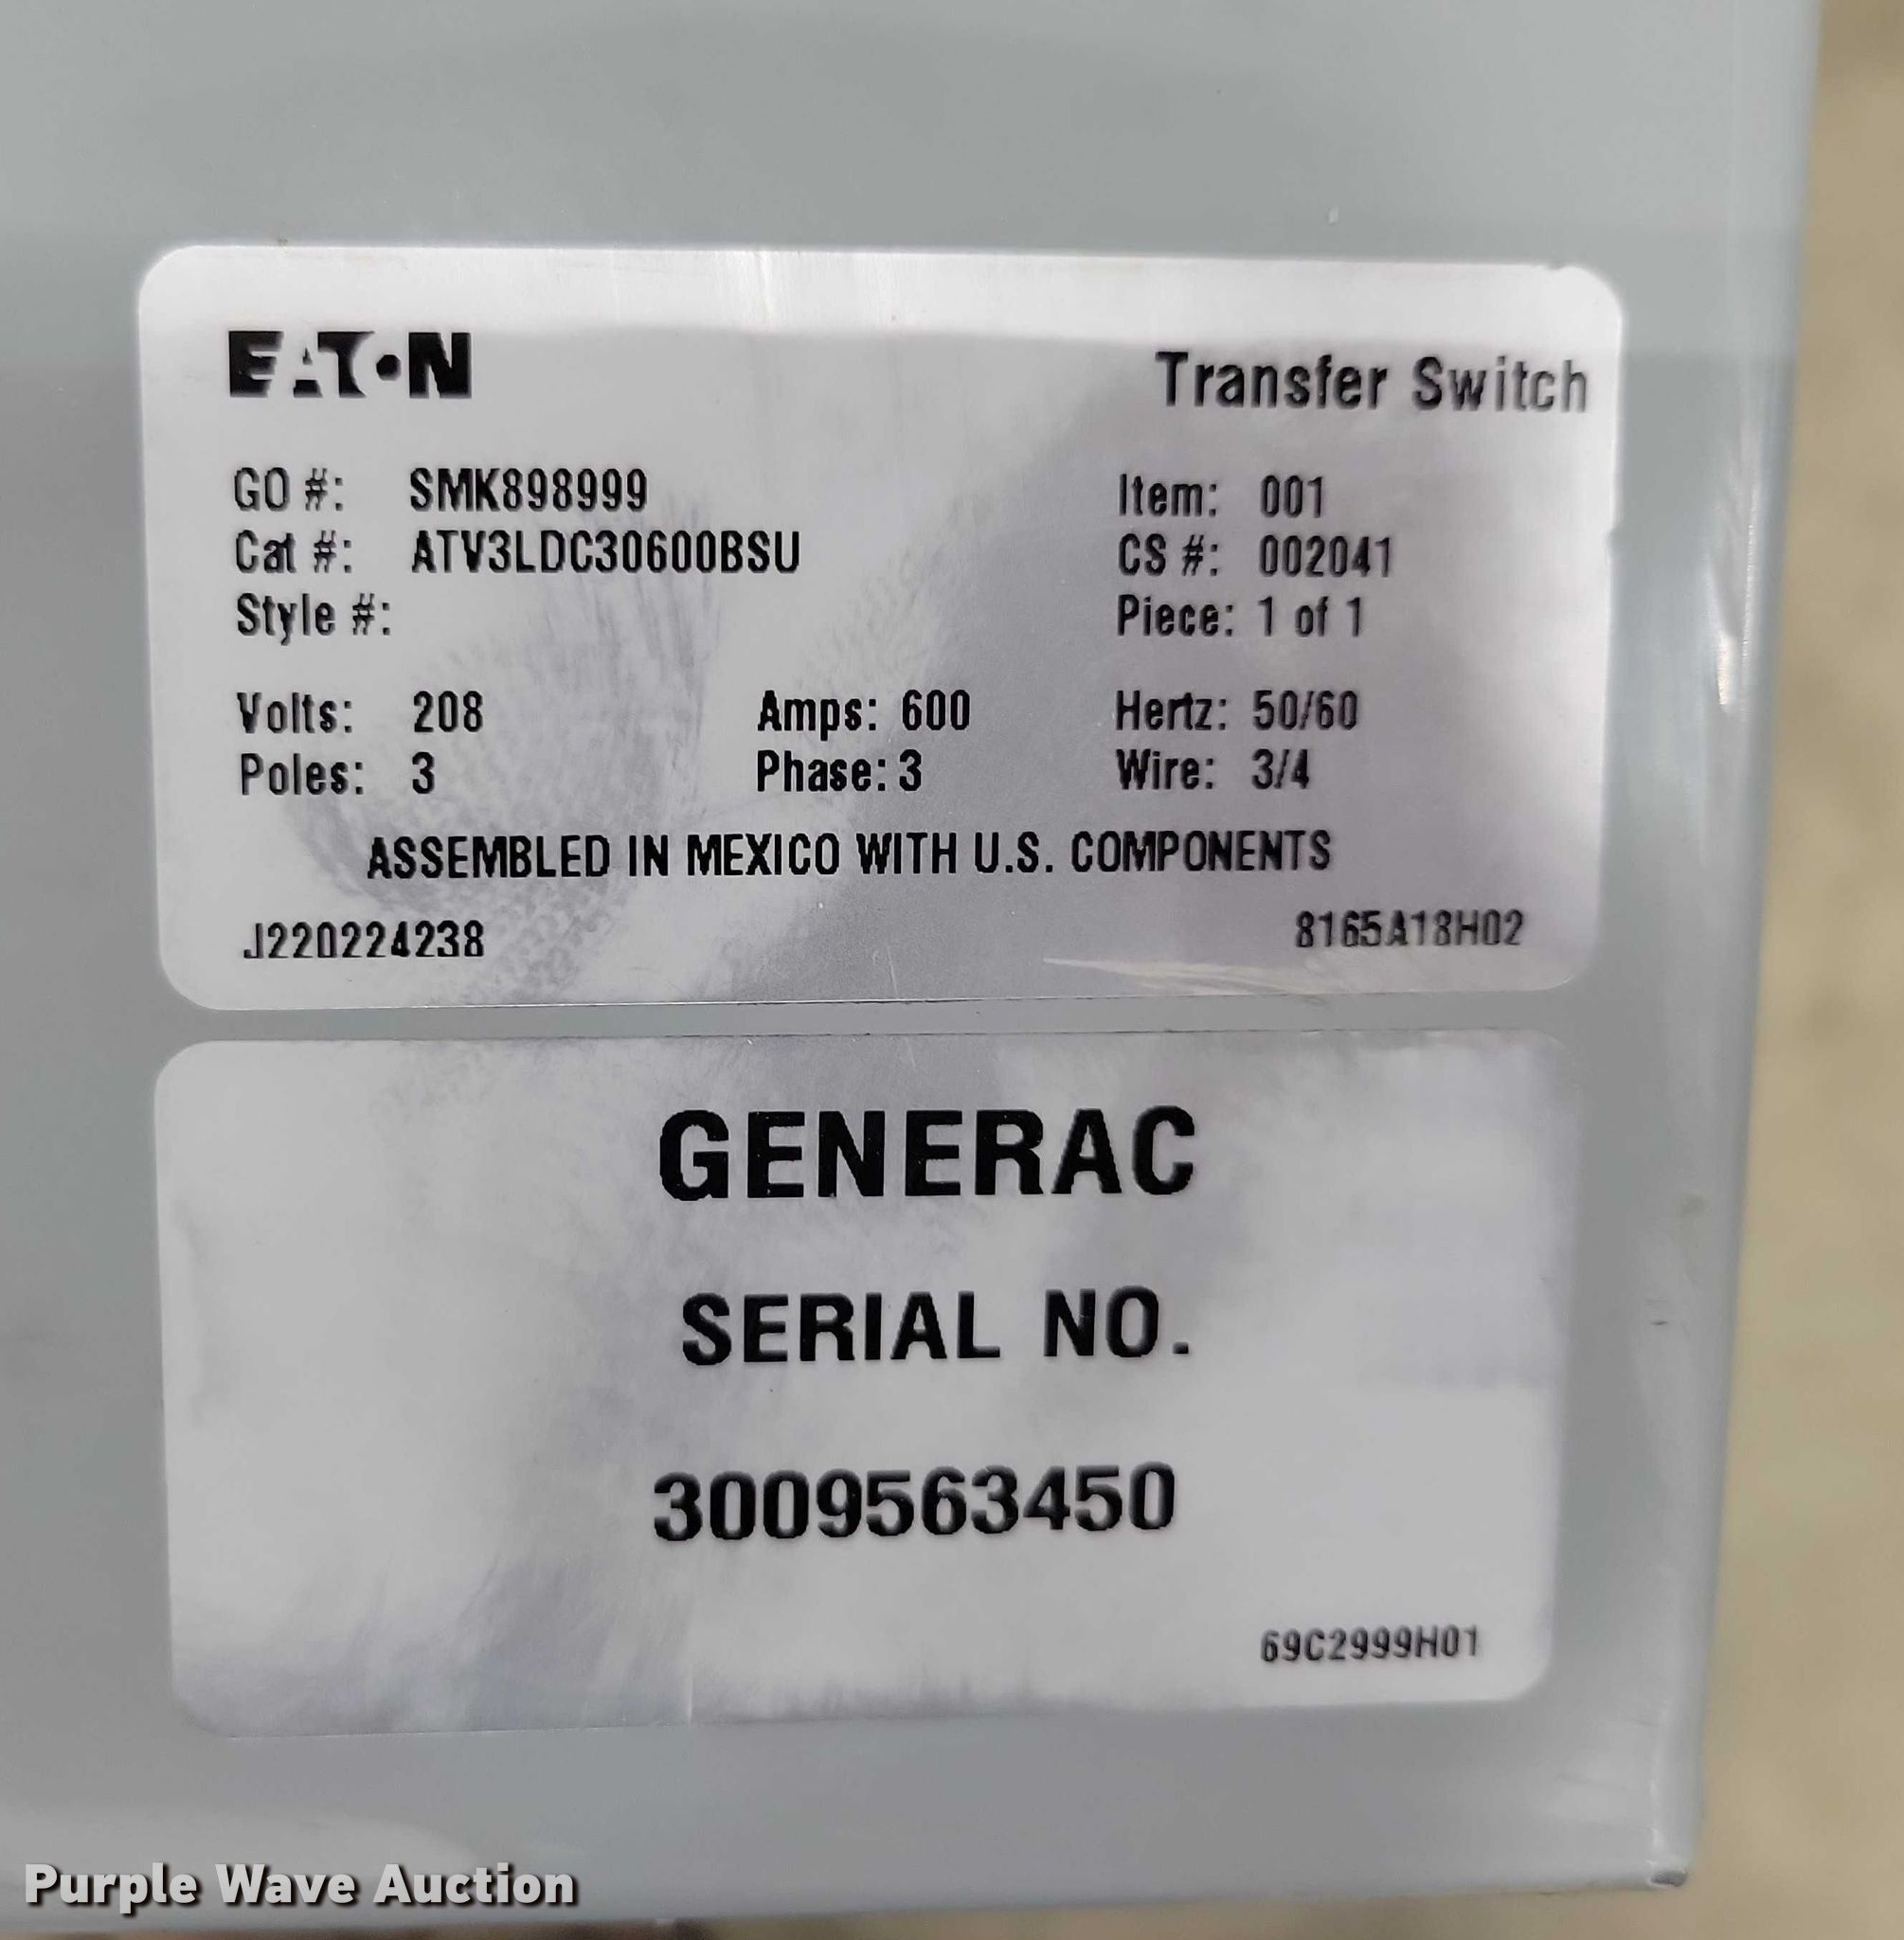 EATON Transfer Switch
GO #: SMK898999 Item: 001
Cat #: ATV3LDC30600BSU CS #: 002041
Style #: Piece: 1 of 1
Volts: 208 Amps: 600 Hertz: 50/60
Poles: 3 Phase: 3 Wire: 3/4
ASSEMBLED IN MEXICO WITH U.S. COMPONENTS
J220224238 8165A18H02
GENERAC
SERIAL NO.
3009563450
69C2999H01
Purple Wave Auction